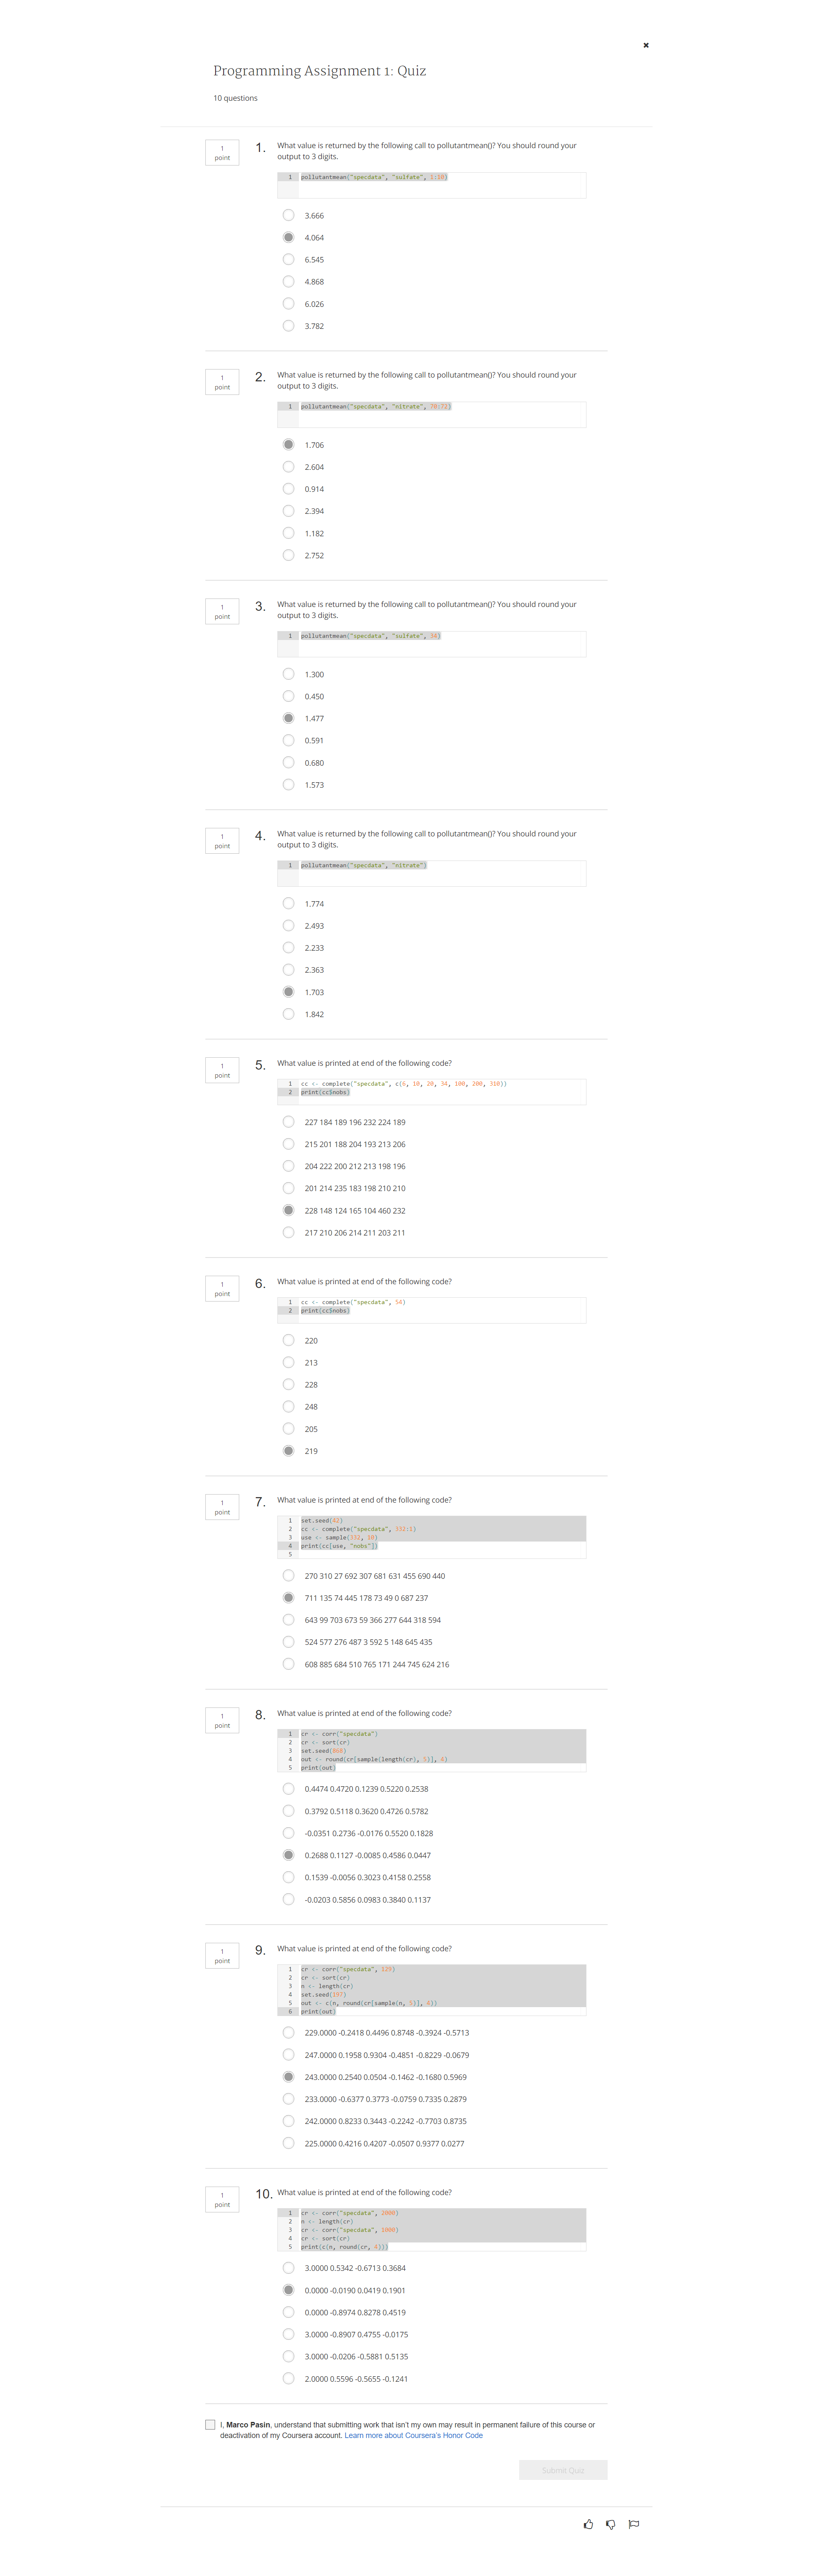 ✖
Programming Assignment 1: Quiz
10 questions
1
point
1.
What value is returned by the following call to pollutantmean()? You should round your
output to 3 digits.
1 pollutantmean("specdata", "sulfate", 1:10)
3.666
4.064
6.545
4.868
6.026
3.782
1
point
2.
What value is returned by the following call to pollutantmean()? You should round your
output to 3 digits.
1 pollutantmean("specdata", "nitrate", 70:72)
1.706
2.604
0.914
2.394
1.182
2.752
1
point
3.
What value is returned by the following call to pollutantmean()? You should round your
output to 3 digits.
1 pollutantmean("specdata", "sulfate", 34)
1.300
0.450
1.477
0.591
0.680
1.573
1
point
4.
What value is returned by the following call to pollutantmean()? You should round your
output to 3 digits.
1 pollutantmean("specdata", "nitrate")
1.774
2.493
2.233
2.363
1.703
1.842
1
point
5.
What value is printed at end of the following code?
1 cc <- complete("specdata", c(6, 10, 20, 34, 100, 200, 310))
2 print(cc$nobs)
227 184 189 196 232 224 189
215 201 188 204 193 213 206
204 222 200 212 213 198 196
201 214 235 183 198 210 210
228 148 124 165 104 460 232
217 210 206 214 211 203 211
1
point
6.
What value is printed at end of the following code?
1 cc <- complete("specdata", 54)
2 print(cc$nobs)
220
213
228
248
205
219
1
point
7.
What value is printed at end of the following code?
1 set.seed(42)
2 cc <- complete("specdata", 332:1)
3 use <- sample(332, 10)
4 print(cc[use, "nobs"])
5
270 310 27 692 307 681 631 455 690 440
711 135 74 445 178 73 49 0 687 237
643 99 703 673 59 366 277 644 318 594
524 577 276 487 3 592 5 148 645 435
608 885 684 510 765 171 244 745 624 216
1
point
8.
What value is printed at end of the following code?
1 cr <- corr("specdata")
2 cr <- sort(cr)
3 set.seed(868)
4 out <- round(cr[sample(length(cr), 5)], 4)
5 print(out)
0.4474 0.4720 0.1239 0.5220 0.2538
0.3792 0.5118 0.3620 0.4726 0.5782
-0.0351 0.2736 -0.0176 0.5520 0.1828
0.2688 0.1127 -0.0085 0.4586 0.0447
0.1539 -0.0056 0.3023 0.4158 0.2558
-0.0203 0.5856 0.0983 0.3840 0.1137
1
point
9.
What value is printed at end of the following code?
1 cr <- corr("specdata", 129)
2 cr <- sort(cr)
3 n <- length(cr)
4 set.seed(197)
5 out <- c(n, round(cr[sample(n, 5)], 4))
6 print(out)
229.0000 -0.2418 0.4496 0.8748 -0.3924 -0.5713
247.0000 0.1958 0.9304 -0.4851 -0.8229 -0.0679
243.0000 0.2540 0.0504 -0.1462 -0.1680 0.5969
233.0000 -0.6377 0.3773 -0.0759 0.7335 0.2879
242.0000 0.8233 0.3443 -0.2242 -0.7703 0.8735
225.0000 0.4216 0.4207 -0.0507 0.9377 0.0277
1
point
10.
What value is printed at end of the following code?
1 cr <- corr("specdata", 2000)
2 n <- length(cr)
3 cr <- corr("specdata", 1000)
4 cr <- sort(cr)
5 print(c(n, round(cr, 4)))
3.0000 0.5342 -0.6713 0.3684
0.0000 -0.0190 0.0419 0.1901
0.0000 -0.8974 0.8278 0.4519
3.0000 -0.8907 0.4755 -0.0175
3.0000 -0.0206 -0.5881 0.5135
2.0000 0.5596 -0.5655 -0.1241
I, Marco Pasin, understand that submitting work that isn't my own may result in permanent failure of this course or
deactivation of my Coursera account. Learn more about Coursera's Honor Code
Submit Quiz